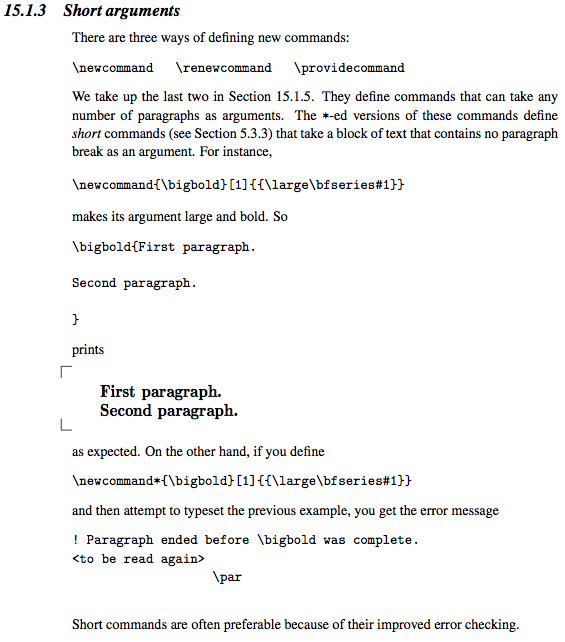 15.1.3 Short arguments
There are three ways of defining new commands:
\newcommand \renewcommand \providecommand
We take up the last two in Section 15.1.5. They define commands that can take any
number of paragraphs as arguments. The *-ed versions of these commands define
short commands (see Section 5.3.3) that take a block of text that contains no paragraph
break as an argument. For instance,
\newcommand{\bigbold}[1]{{\large\bfseries#1}}
makes its argument large and bold. So
\bigbold{First paragraph.
Second paragraph.
}
prints
First paragraph.
Second paragraph.
as expected. On the other hand, if you define
\newcommand*{\bigbold}[1]{{\large\bfseries#1}}
and then attempt to typeset the previous example, you get the error message
! Paragraph ended before \bigbold was complete.
<to be read again>
\par
Short commands are often preferable because of their improved error checking.